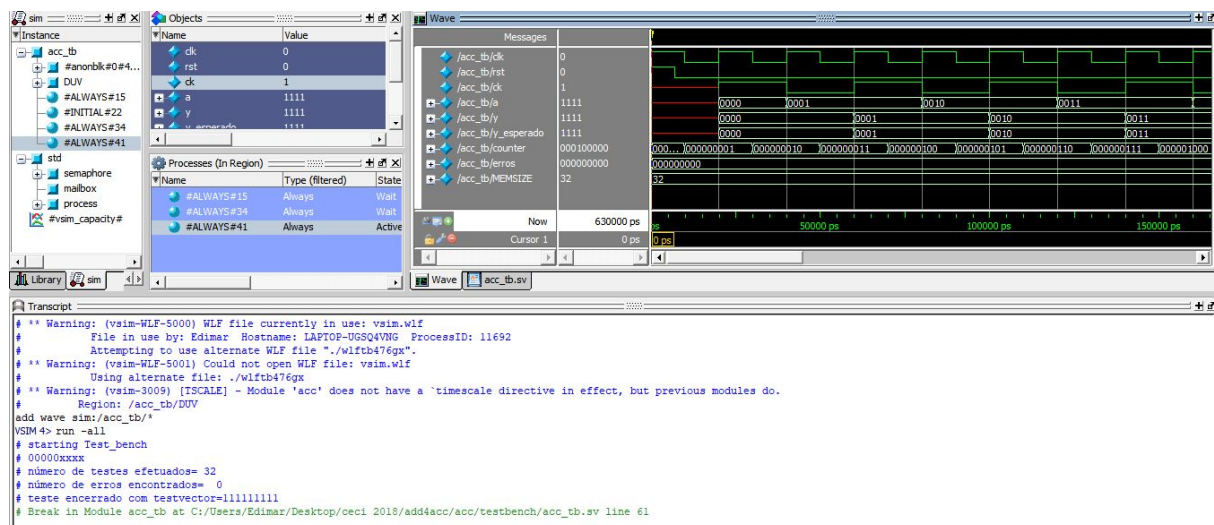 sim
Instance
acc_tb
#anonblk#0#4...
DUV
#ALWAYS#15
#INITIAL#22
#ALWAYS#34
#ALWAYS#41
std
semaphore
mailbox
process
#vsim_capacity#
Library sim
Objects
Name Value
clk 0
rst 0
ck 1
a 1111
y 1111
y_esperado 1111
Processes (In Region)
Name Type (filtered) State
#ALWAYS#15 Always Wait
#ALWAYS#34 Always Wait
#ALWAYS#41 Always Active
Wave
Messages
/acc_tb/clk 0
/acc_tb/rst 0
/acc_tb/ck 1
/acc_tb/a 1111 0000 0001 0010 0011
/acc_tb/y 1111 0000 0001 0010 0011
/acc_tb/y_esperado 1111 0000 0001 0010 0011
/acc_tb/counter 000100000 000... 000000001 000000010 000000011 000000100 000000101 000000110 000000111 000001000
/acc_tb/erros 000000000 000000000
/acc_tb/MEMSIZE 32 32
Now 630000 ps ps 50000 ps 100000 ps 150000 ps
Cursor 1 0 ps 0 ps
Wave acc_tb.sv
Transcript
# ** Warning: (vsim-WLF-5000) WLF file currently in use: vsim.wlf
# File in use by: Edimar Hostname: LAPTOP-UGSQ4VNG ProcessID: 11692
# Attempting to use alternate WLF file "./wlftb476gx".
# ** Warning: (vsim-WLF-5001) Could not open WLF file: vsim.wlf
# Using alternate file: ./wlftb476gx
# ** Warning: (vsim-3009) [TSCALE] - Module 'acc' does not have a `timescale directive in effect, but previous modules do.
# Region: /acc_tb/DUV
add wave sim:/acc_tb/*
VSIM 4> run -all
# starting Test_bench
# 00000xxxx
# número de testes efetuados= 32
# número de erros encontrados= 0
# teste encerrado com testvector=111111111
# Break in Module acc_tb at C:/Users/Edimar/Desktop/ceci 2018/add4acc/acc/testbench/acc_tb.sv line 61